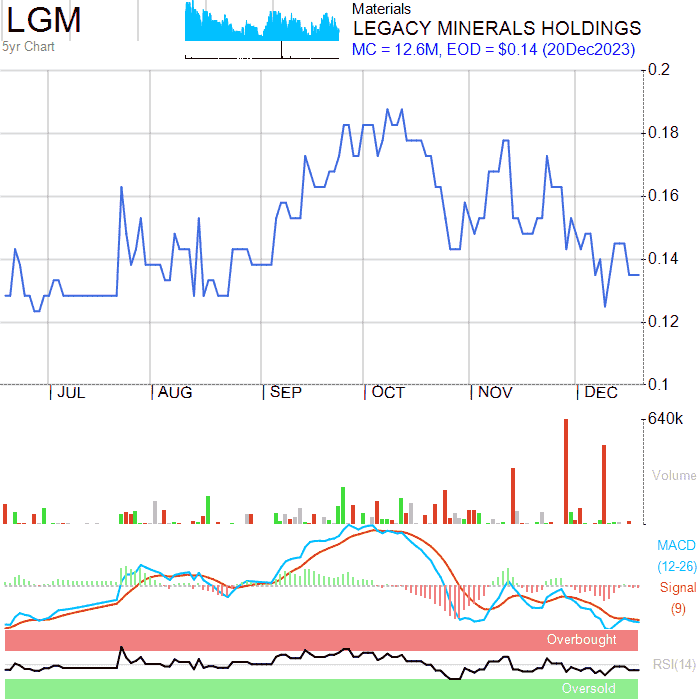 LGM
5yr Chart
Materials
LEGACY MINERALS HOLDINGS
MC = 12.6M, EOD = $0.14 (20Dec2023)
0.2
0.18
0.16
0.14
0.12
0.1
JUL AUG SEP OCT NOV DEC
640k
Volume
MACD
(12-26)
Signal
(9)
Overbought
RSI(14)
Oversold